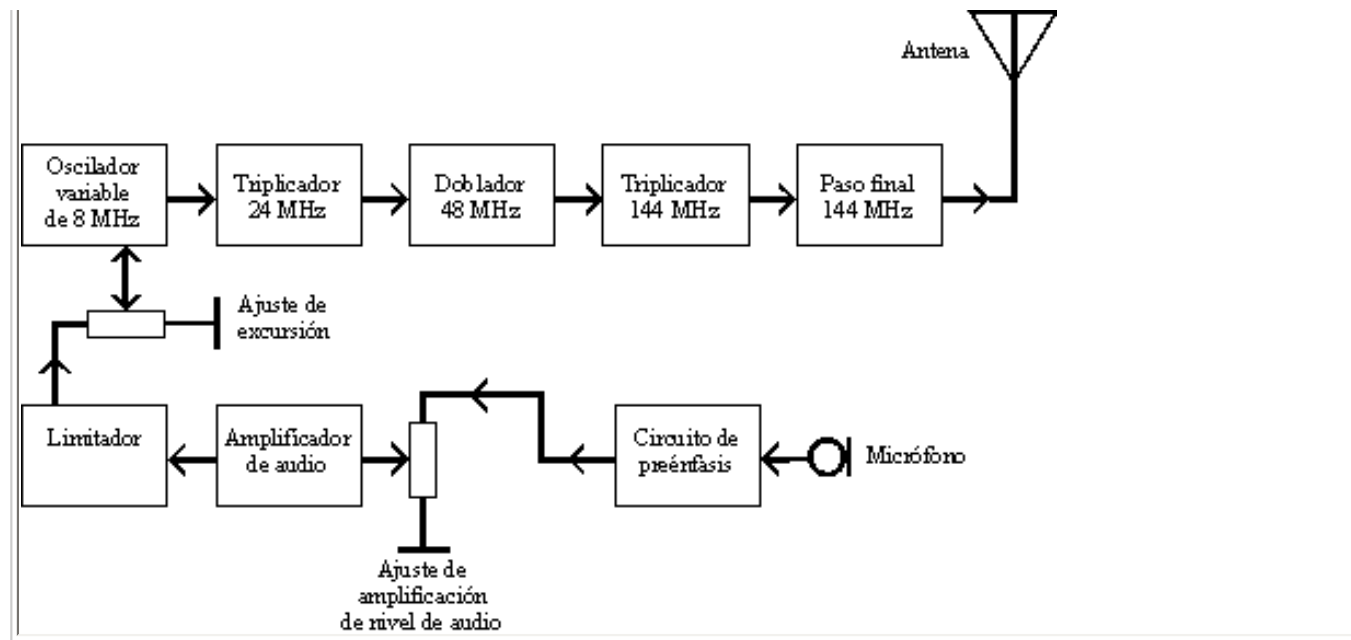 Antena
Oscilador
variable
de 8 MHz
Triplicador
24 MHz
Doblador
48 MHz
Triplicador
144 MHz
Paso final
144 MHz
Ajuste de
excursión
Limitador
Amplificador
de audio
Circuito de
preénfasis
Micrófono
Ajuste de
amplificación
de nivel de audio